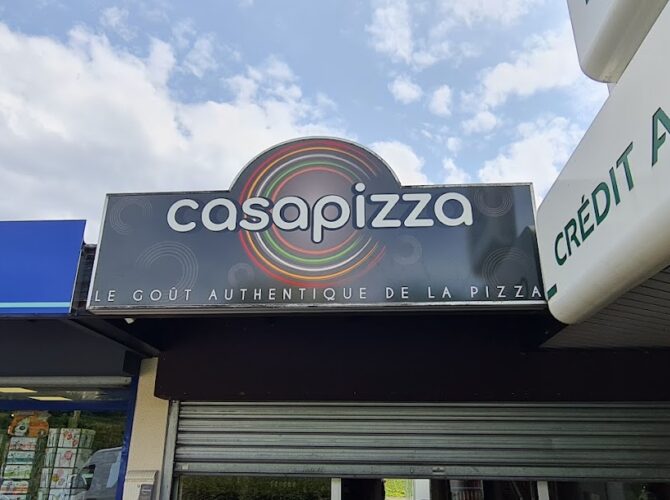 casapizza
LE GOÛT AUTHENTIQUE DE LA PIZZA
CRÉDIT A